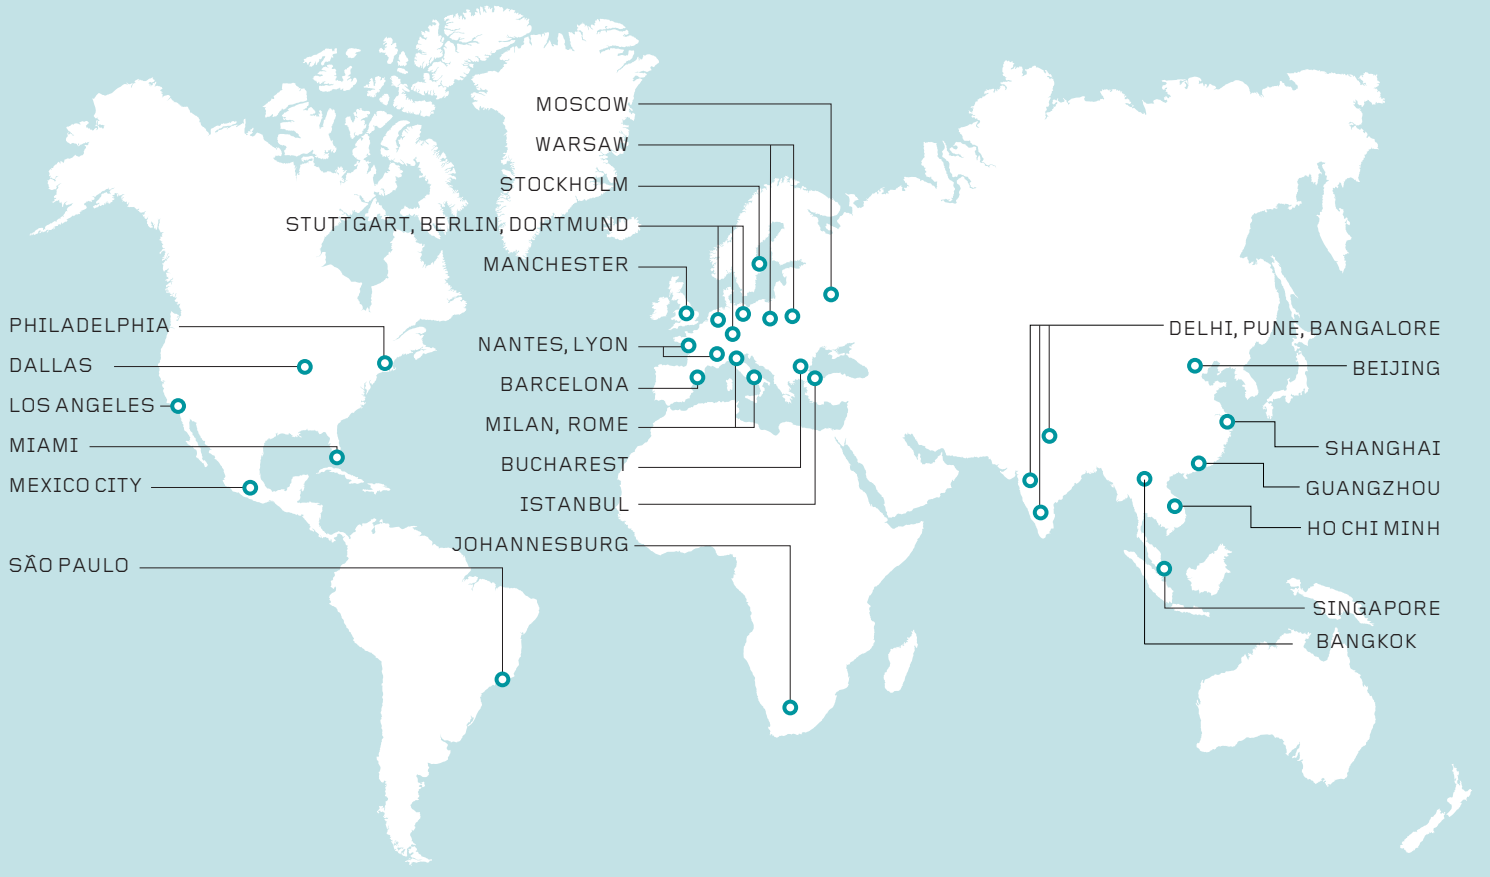 MOSCOW
WARSAW
STOCKHOLM
STUTTGART, BERLIN, DORTMUND
MANCHESTER
PHILADELPHIA
DALLAS
LOS ANGELES
MIAMI
MEXICO CITY
SÃO PAULO
NANTES, LYON
BARCELONA
MILAN, ROME
BUCHAREST
ISTANBUL
JOHANNESBURG
DELHI, PUNE, BANGALORE
BEIJING
SHANGHAI
GUANGZHOU
HO CHI MINH
SINGAPORE
BANGKOK